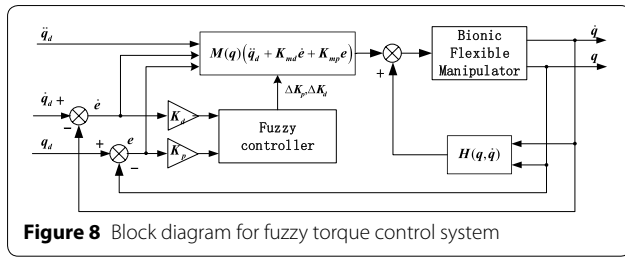 q̈_d
M(q)(q̈_d + K_md ė + K_mp e)
Bionic
Flexible
Manipulator
q̇
q
+
ΔK_p,ΔK_d
q̇_d +
ė
−
K_d
Fuzzy
controller
q_d
+
e
−
K_p
H(q,q̇)
Figure 8 Block diagram for fuzzy torque control system